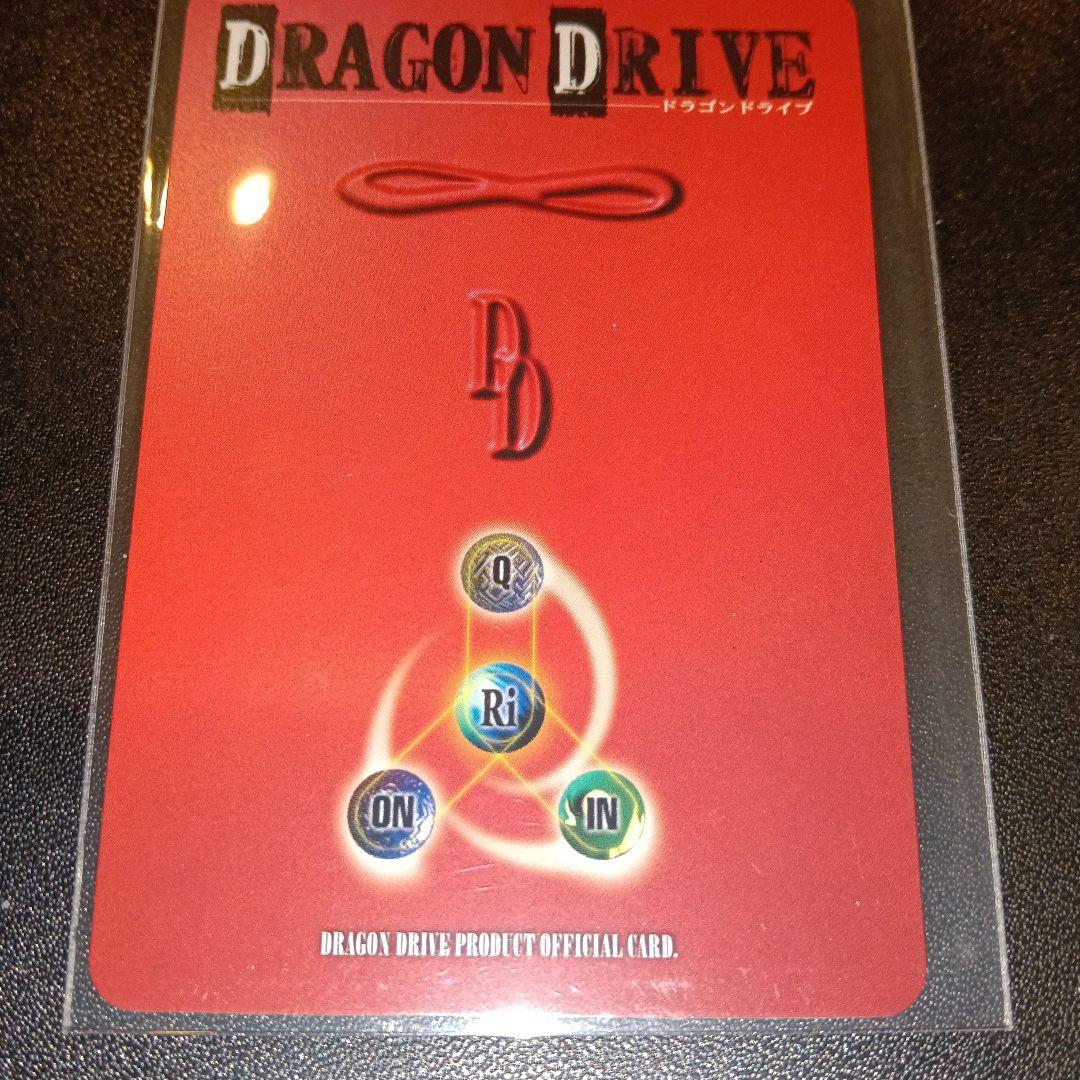 DRAGON DRIVE
ドラゴンドライブ
DD
Q
Ri
ON
IN
DRAGON DRIVE PRODUCT OFFICIAL CARD.